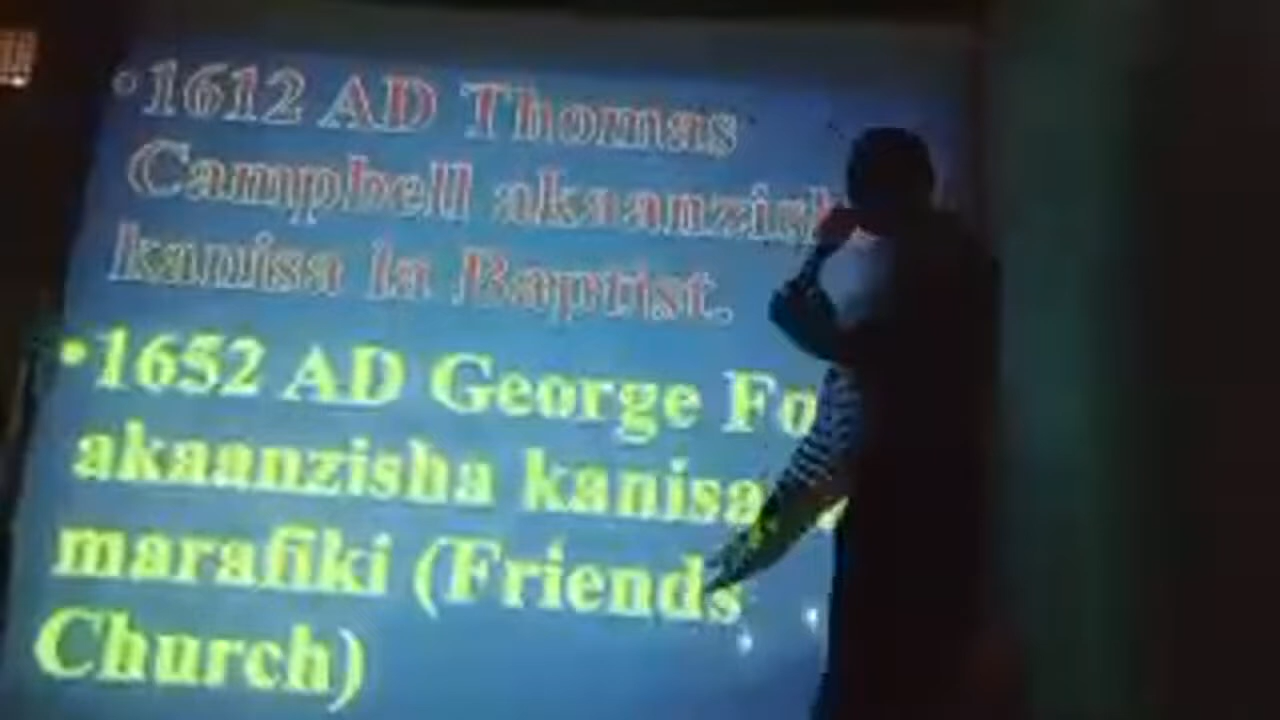 •1612 AD Thomas
Campbell akaanzish
kanisa la Baptist.
•1652 AD George Fo
akaanzisha kanisa
marafiki (Friends
Church)